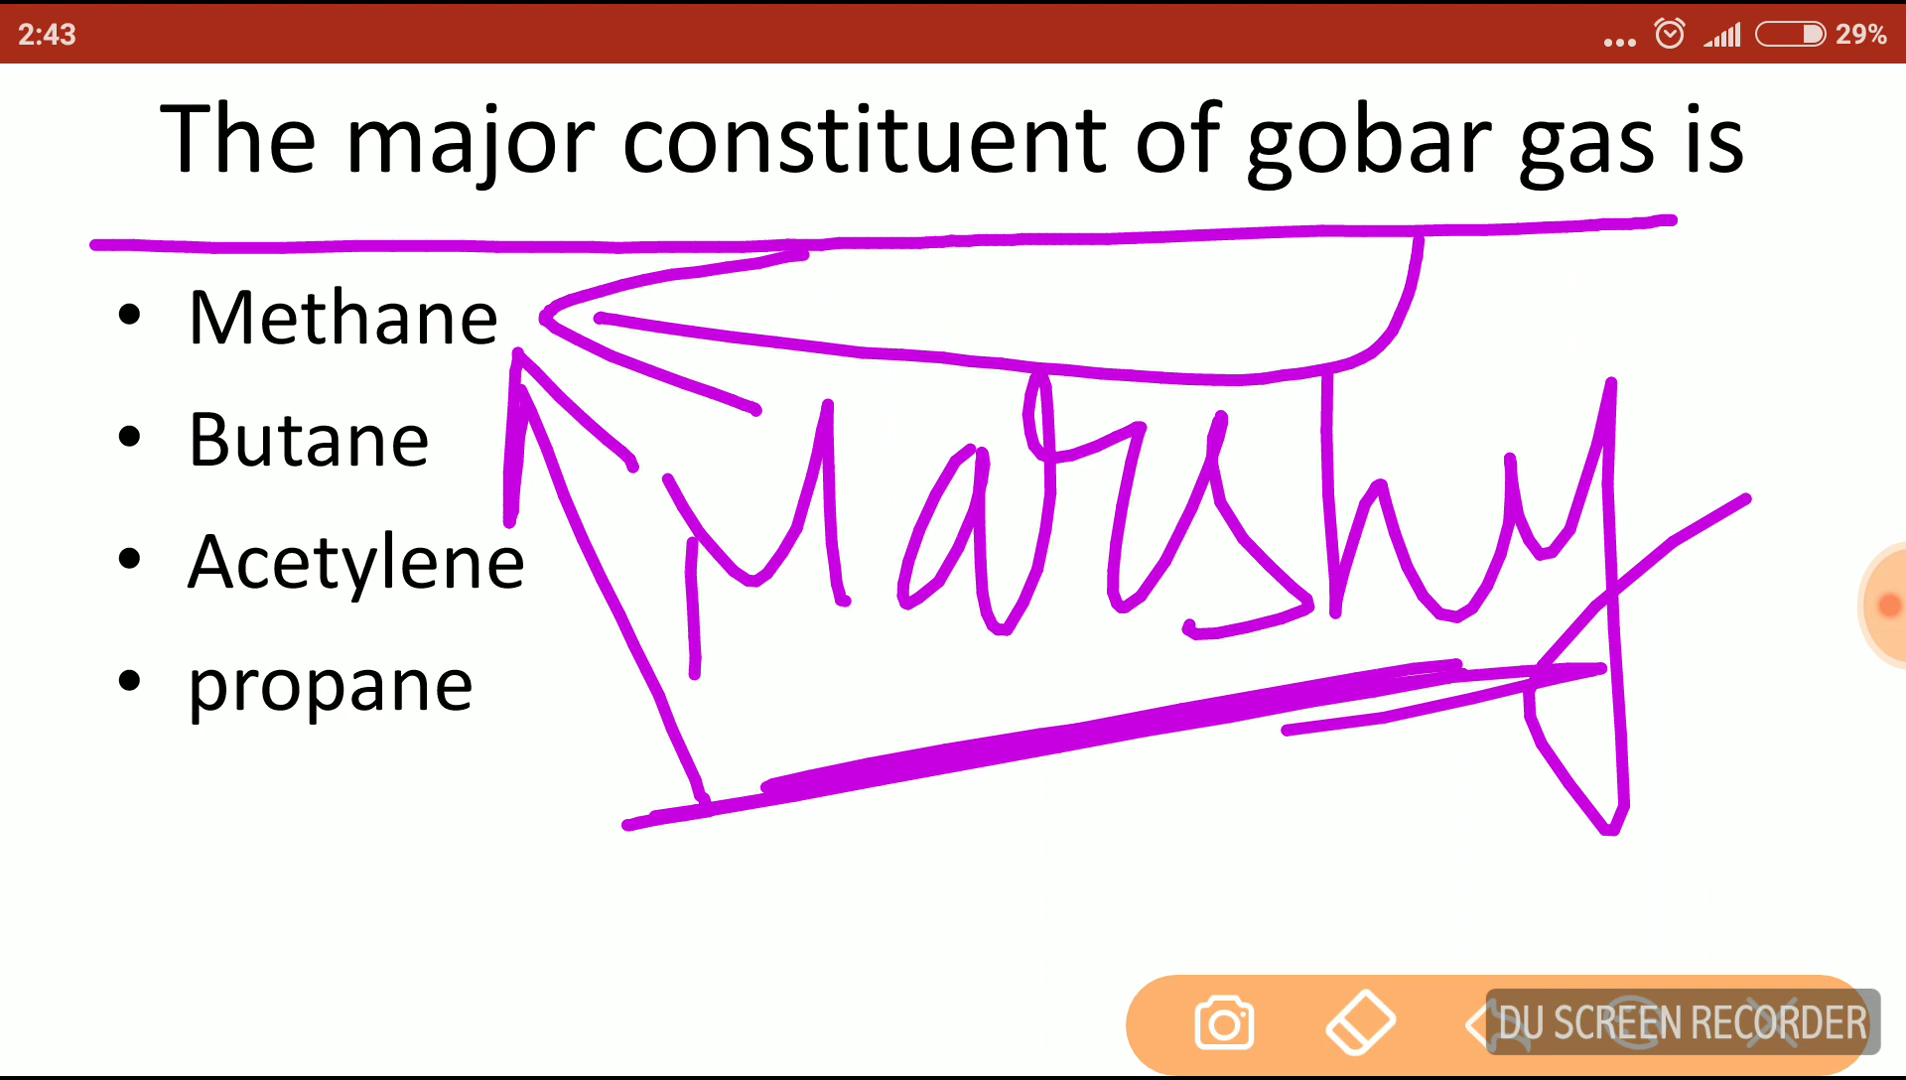 2:43
29%
The major constituent of gobar gas is
• Methane
• Butane
• Acetylene
• propane
Marshy
DU SCREEN RECORDER